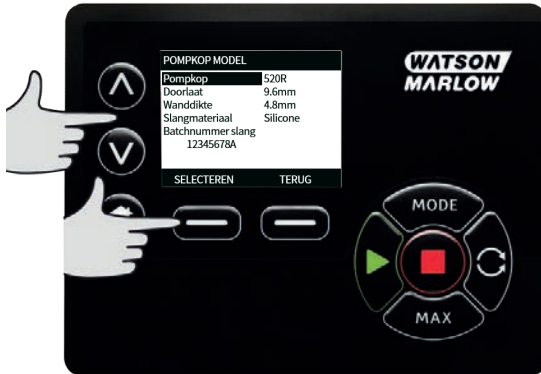 POMPKOP MODEL
Pompkop 520R
Doorlaat 9.6mm
Wanddikte 4.8mm
Slangmateriaal Silicone
Batchnummer slang
12345678A
SELECTEREN TERUG
WATSON
MARLOW
MODE
MAX